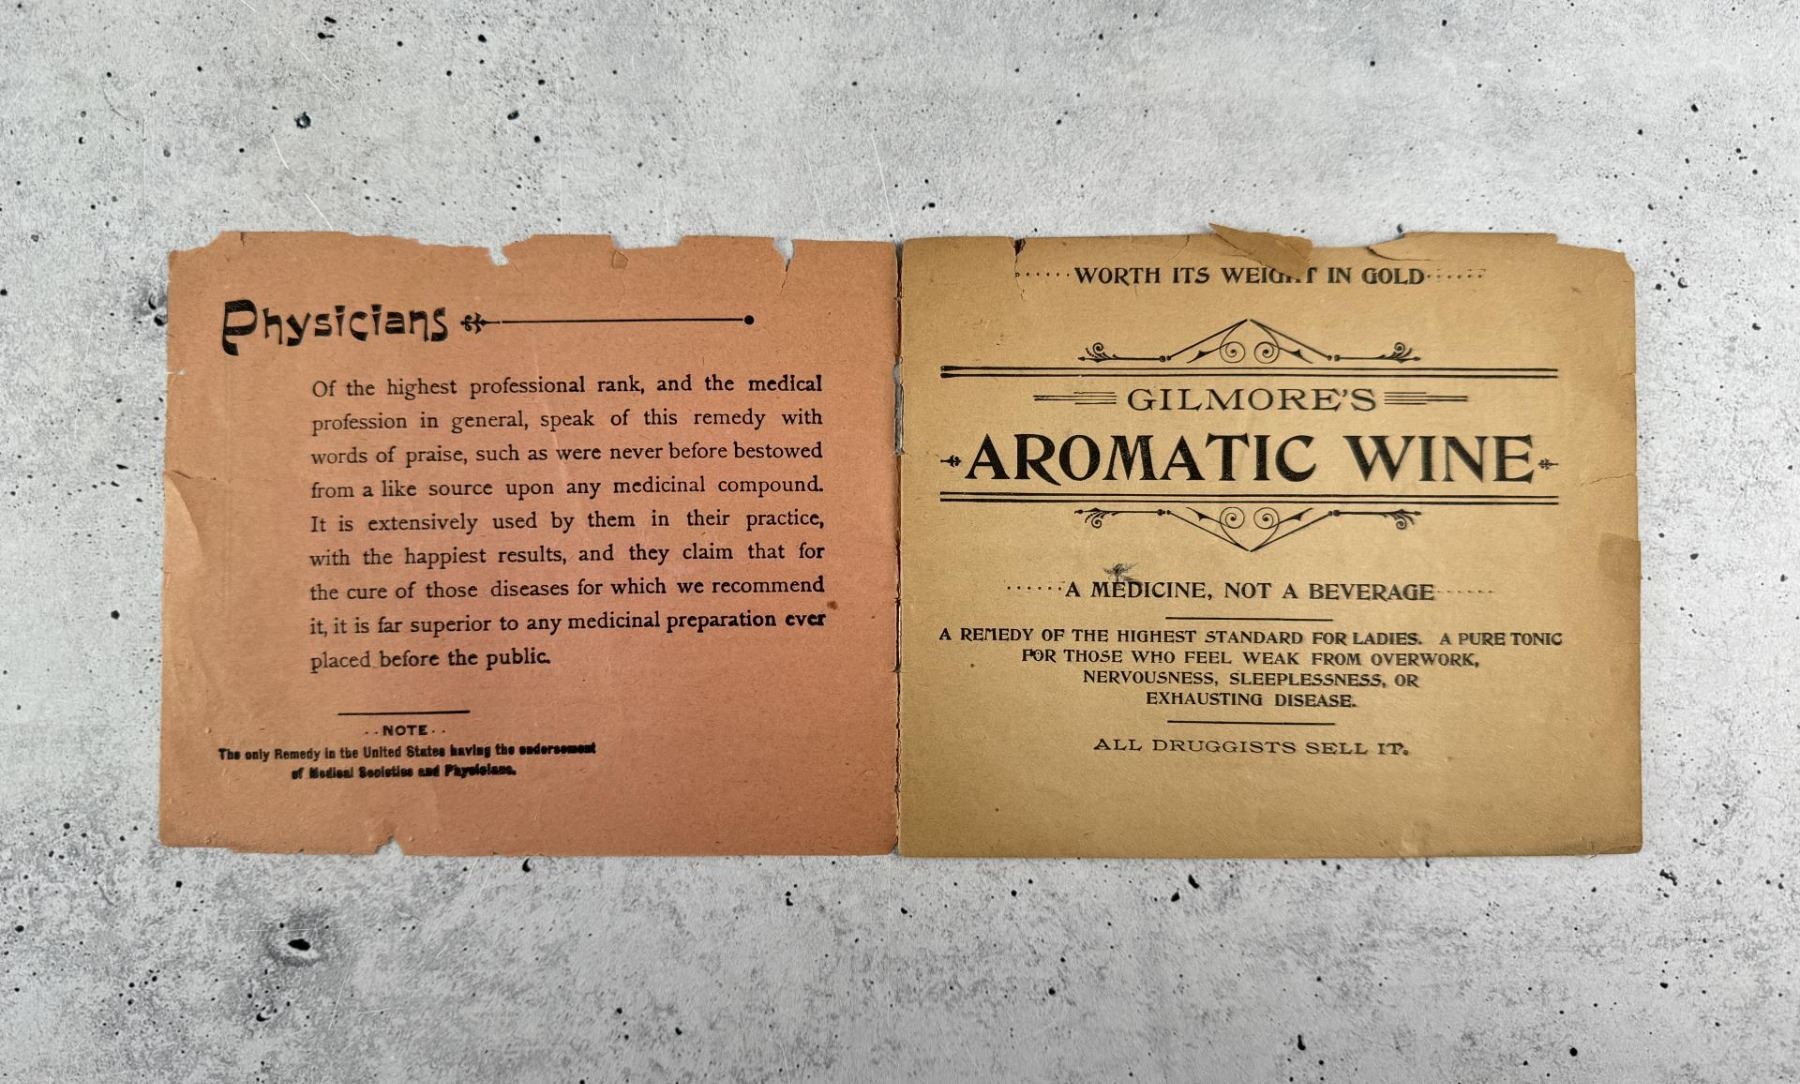 Physicians
Of the highest professional rank, and the medical
profession in general, speak of this remedy with
words of praise, such as were never before bestowed
from a like source upon any medicinal compound.
It is extensively used by them in their practice,
with the happiest results, and they claim that for
the cure of those diseases for which we recommend
it, it is far superior to any medicinal preparation ever
placed before the public.
..NOTE..
The only Remedy in the United States having the endorsement
of Medical Societies and Physicians.
......WORTH ITS WEIGHT IN GOLD......
GILMORE'S
AROMATIC WINE
......A MEDICINE, NOT A BEVERAGE......
A REMEDY OF THE HIGHEST STANDARD FOR LADIES. A PURE TONIC
FOR THOSE WHO FEEL WEAK FROM OVERWORK,
NERVOUSNESS, SLEEPLESSNESS, OR
EXHAUSTING DISEASE.
ALL DRUGGISTS SELL IT.